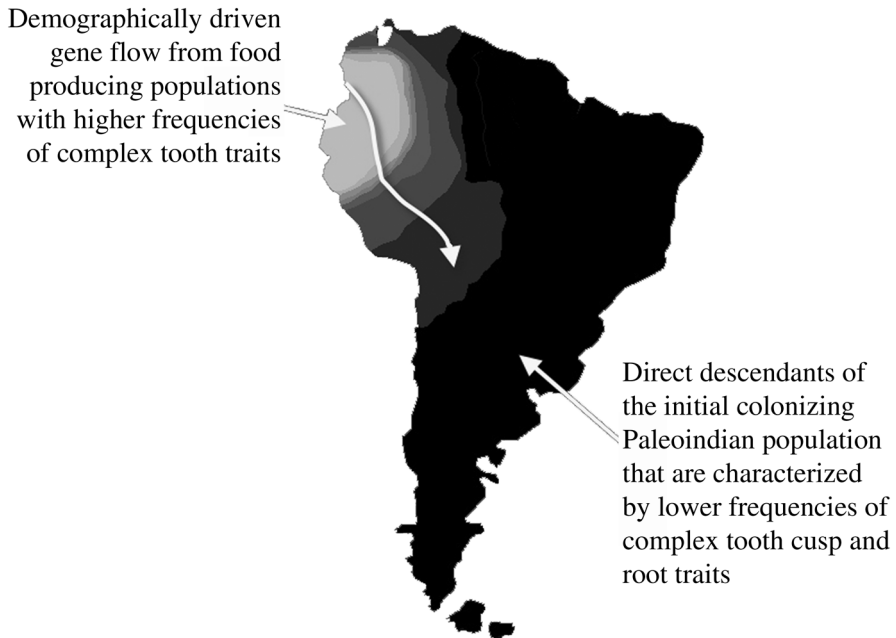 Demographically driven
gene flow from food
producing populations
with higher frequencies
of complex tooth traits
Direct descendants of
the initial colonizing
Paleoindian population
that are characterized
by lower frequencies of
complex tooth cusp and
root traits